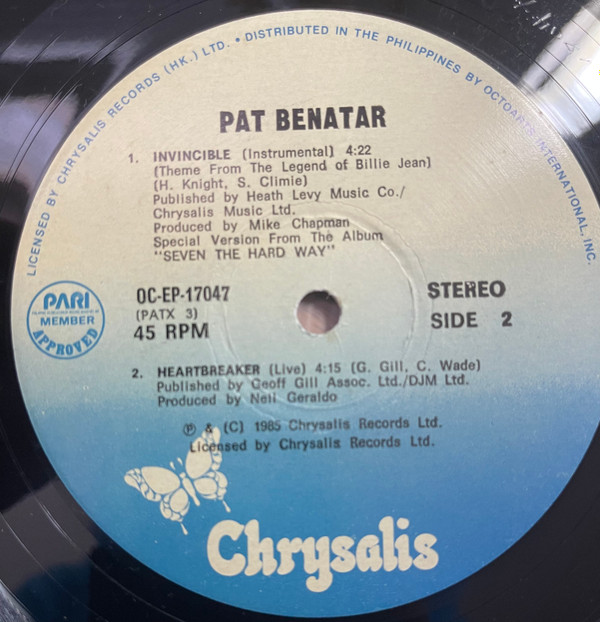 LICENSED BY CHRYSALIS RECORDS (HK.) LTD. • DISTRIBUTED IN THE PHILIPPINES BY OCTOARTS INTERNATIONAL, INC.
PAT BENATAR
1. INVINCIBLE (Instrumental) 4:22
(Theme From The Legend of Billie Jean)
(H. Knight, S. Climie)
Published by Heath Levy Music Co./
Chrysalis Music Ltd.
Produced by Mike Chapman
Special Version From The Album
"SEVEN THE HARD WAY"
PARI
MEMBER
APPROVED
OC-EP-17047
(PATX 3)
45 RPM
STEREO
SIDE 2
2. HEARTBREAKER (Live) 4:15 (G. Gill, C. Wade)
Published by Geoff Gill Assoc. Ltd./DJM Ltd.
Produced by Neil Geraldo
℗ & (C) 1985 Chrysalis Records Ltd.
Licensed by Chrysalis Records Ltd.
Chrysalis